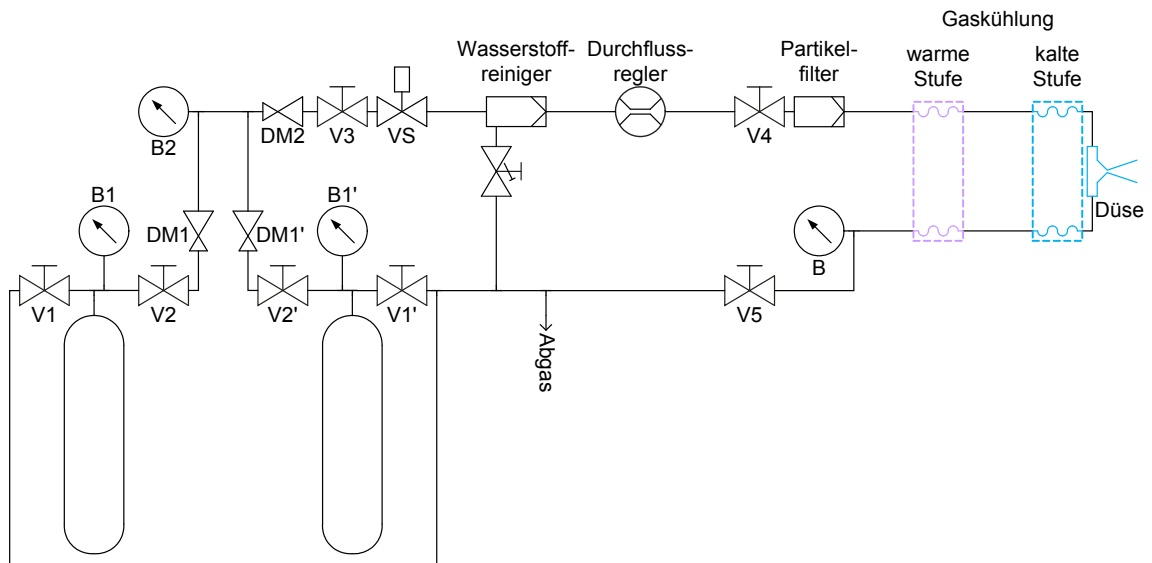 Gaskühlung
Wasserstoff-
reiniger
Durchfluss-
regler
Partikel-
filter
warme
Stufe
kalte
Stufe
B2
DM2
V3
VS
V4
B1
B1'
DM1
DM1'
Düse
B
V1
V2
V2'
V1'
V5
Abgas